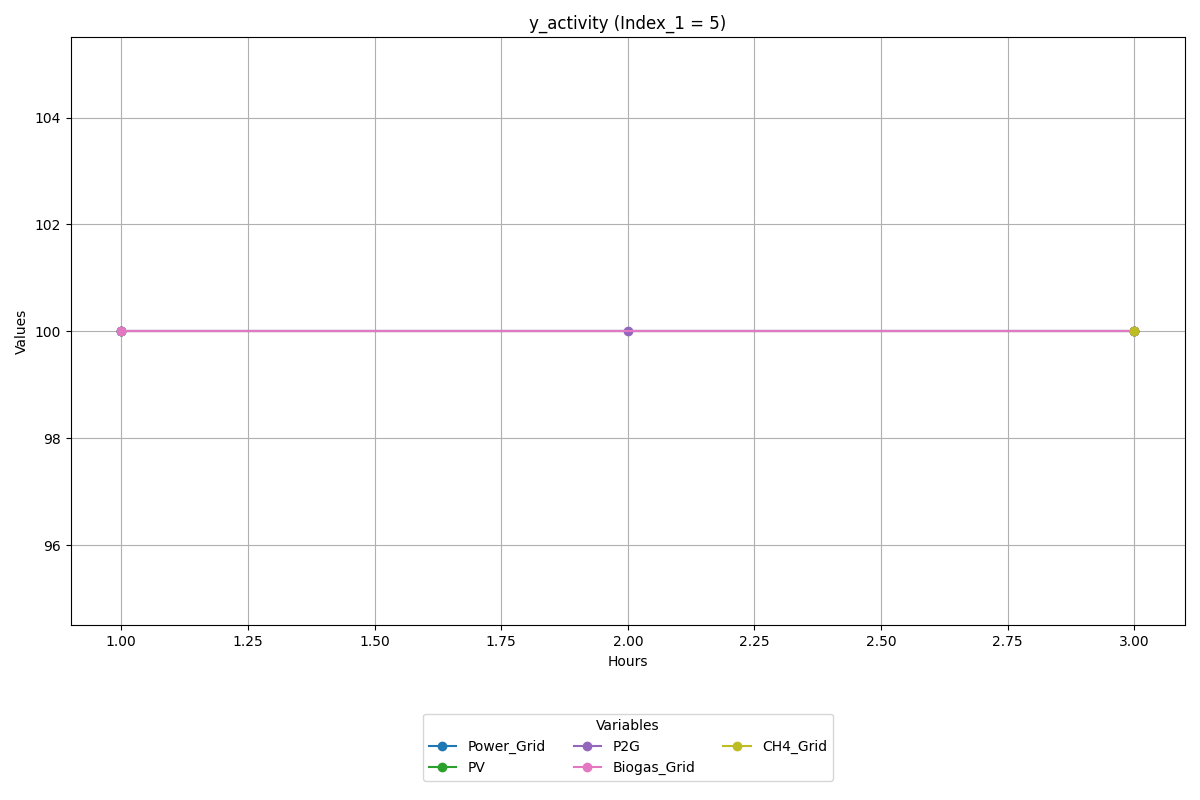 y_activity (Index_1 = 5)
104
102
100
98
96
Values
1.00 1.25 1.50 1.75 2.00 2.25 2.50 2.75 3.00
Hours
Variables
Power_Grid P2G CH4_Grid
PV Biogas_Grid